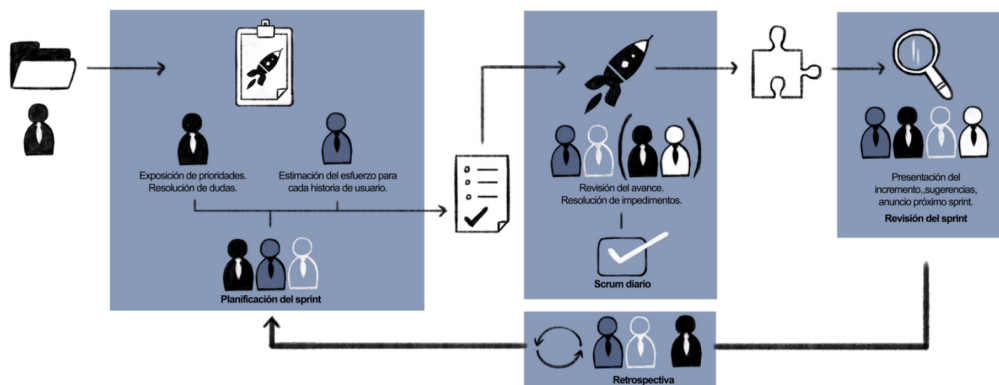 Exposición de prioridades.
Resolución de dudas.
Estimación del esfuerzo para
cada historia de usuario.
Planificación del sprint
Revisión del avance.
Resolución de impedimentos.
Scrum diario
Presentación del
incremento.,sugerencias,
anuncio próximo sprint.
Revisión del sprint
Retrospectiva